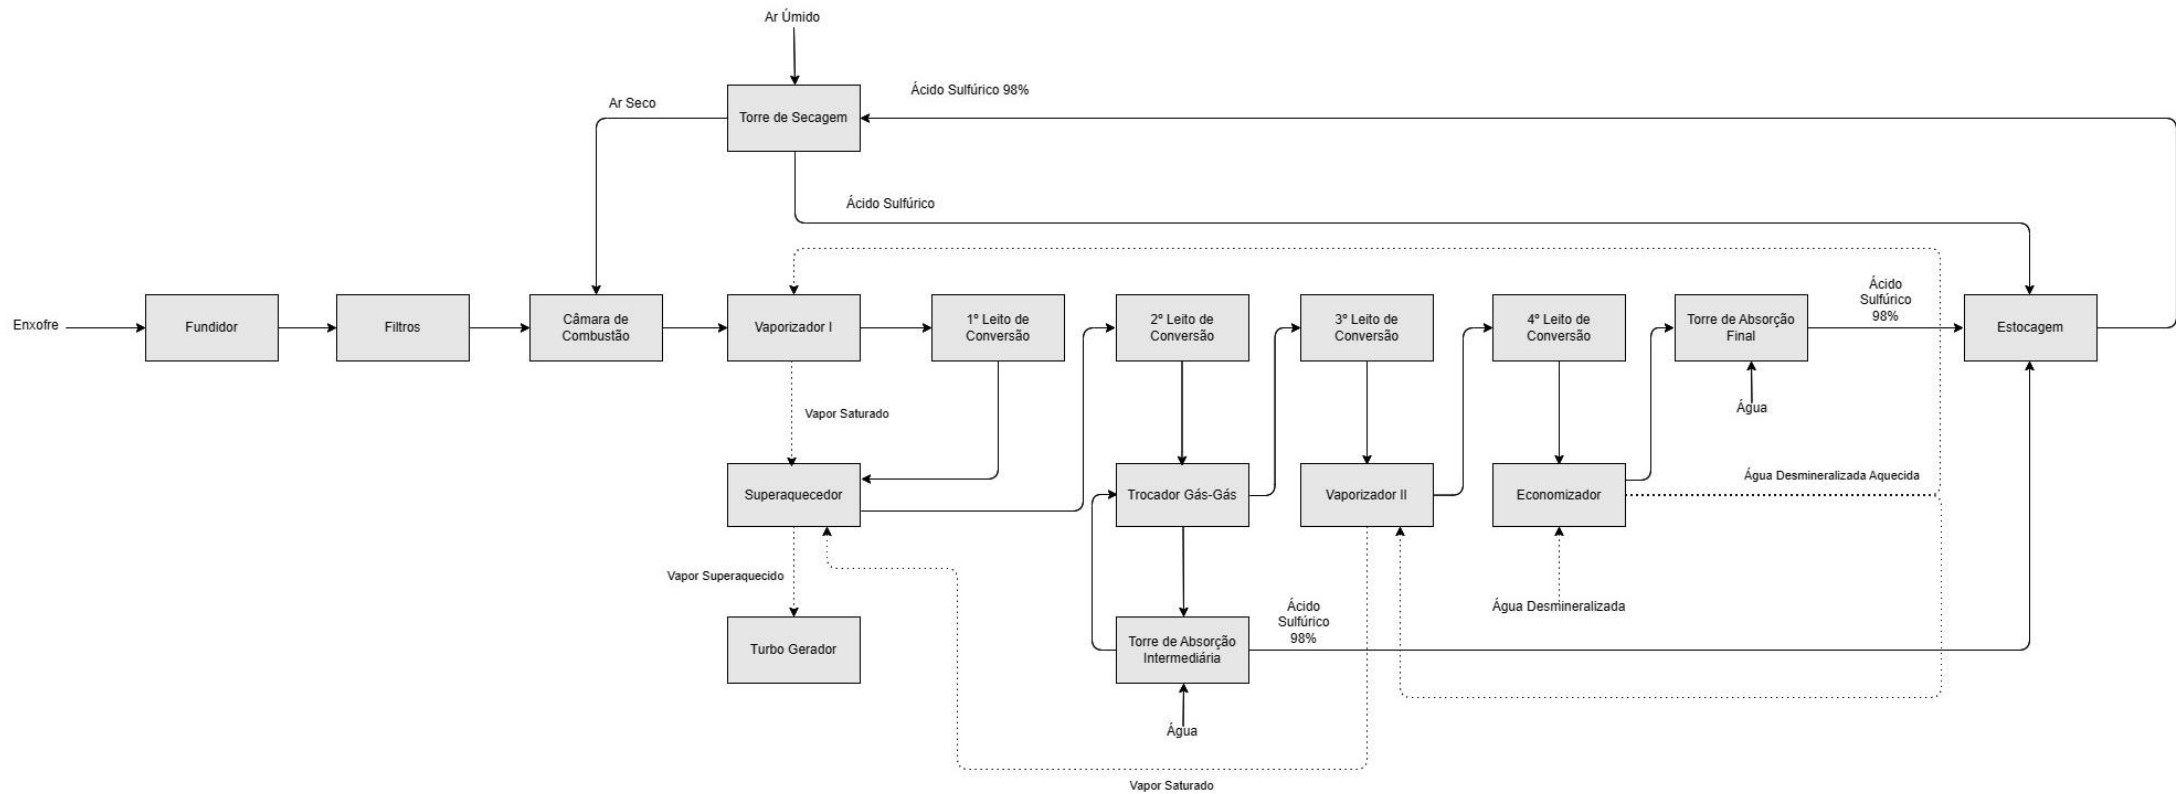 Ar Úmido
Ácido Sulfúrico 98%
Ar Seco
Torre de Secagem
Ácido Sulfúrico
Enxofre
Fundidor
Filtros
Câmara de
Combustão
Vaporizador I
1º Leito de
Conversão
2º Leito de
Conversão
3º Leito de
Conversão
4º Leito de
Conversão
Torre de Absorção
Final
Ácido
Sulfúrico
98%
Estocagem
Vapor Saturado
Água
Superaquecedor
Trocador Gás-Gás
Vaporizador II
Economizador
Água Desmineralizada Aquecida
Vapor Superaquecido
Água Desmineralizada
Turbo Gerador
Torre de Absorção
Intermediária
Ácido
Sulfúrico
98%
Água
Vapor Saturado